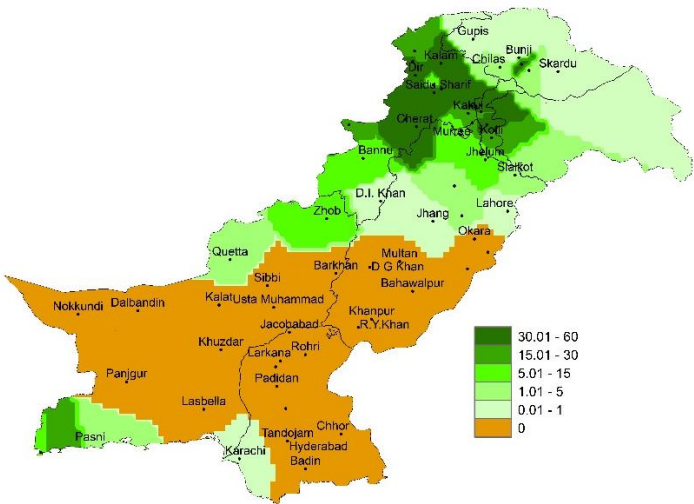 Gupis
Bunji
Kalam
Chilas
Skardu
Dir
Saidu Sharif
Kakul
Cherat
Murree
Kotli
Bannu
Jhelum
Sialkot
D.I. Khan
Lahore
Zhob
Jhang
Okara
Quetta
Multan
Barkhan
D G Khan
Sibbi
Bahawalpur
Kalat
Usta Muhammad
Nokkundi
Dalbandin
Khanpur
R.Y.Khan
Jacobabad
Khuzdar
Larkana
Rohri
Panjgur
Padidan
Lasbella
Pasni
Chhor
Tandojam
Hyderabad
Karachi
Badin
30.01 - 60
15.01 - 30
5.01 - 15
1.01 - 5
0.01 - 1
0